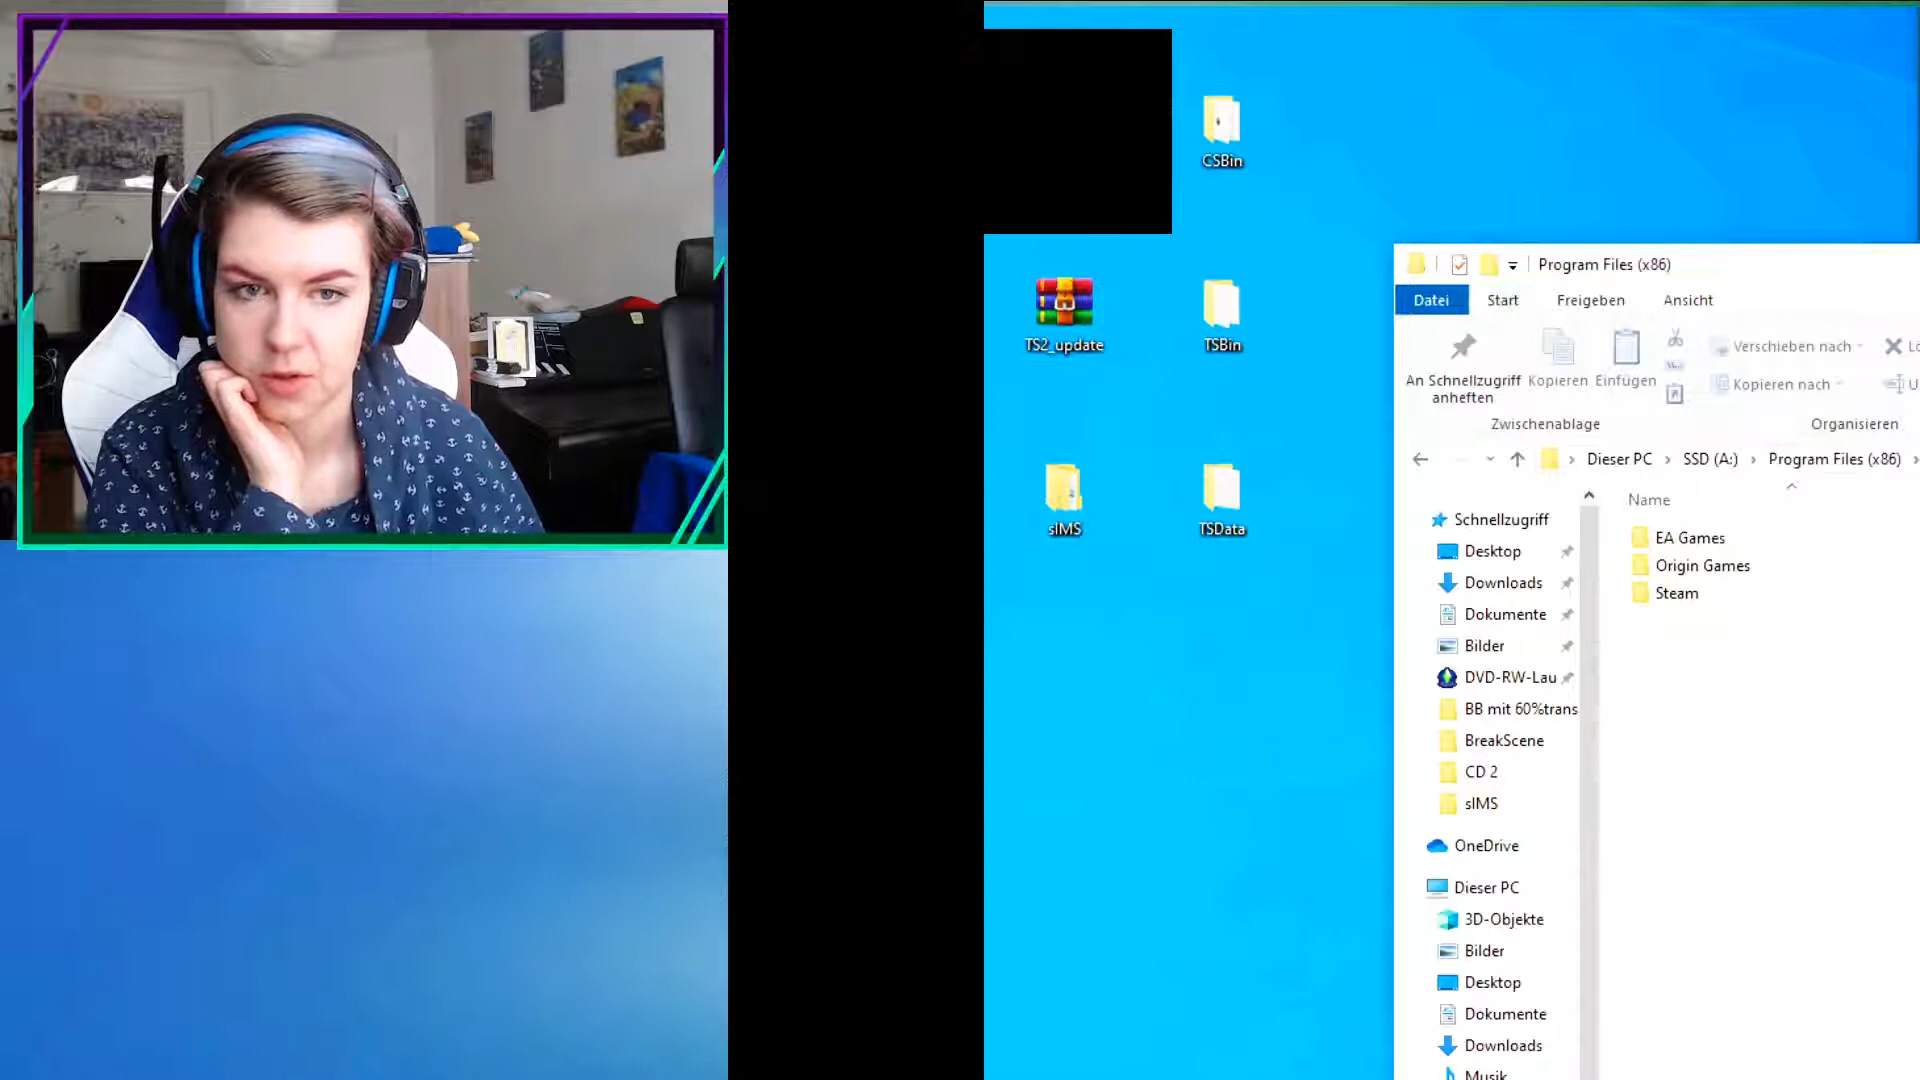 CSBin
TS2_update
TSBin
sIMS
TSData
Program Files (x86)
Datei
Start
Freigeben
Ansicht
An Schnellzugriff
anheften
Kopieren
Einfügen
Verschieben nach
Kopieren nach
Zwischenablage
Organisieren
Dieser PC
SSD (A:)
Program Files (x86)
Name
EA Games
Origin Games
Steam
Schnellzugriff
Desktop
Downloads
Dokumente
Bilder
DVD-RW-Lau
BB mit 60%trans
BreakScene
CD 2
sIMS
OneDrive
Dieser PC
3D-Objekte
Bilder
Desktop
Dokumente
Downloads
Musik